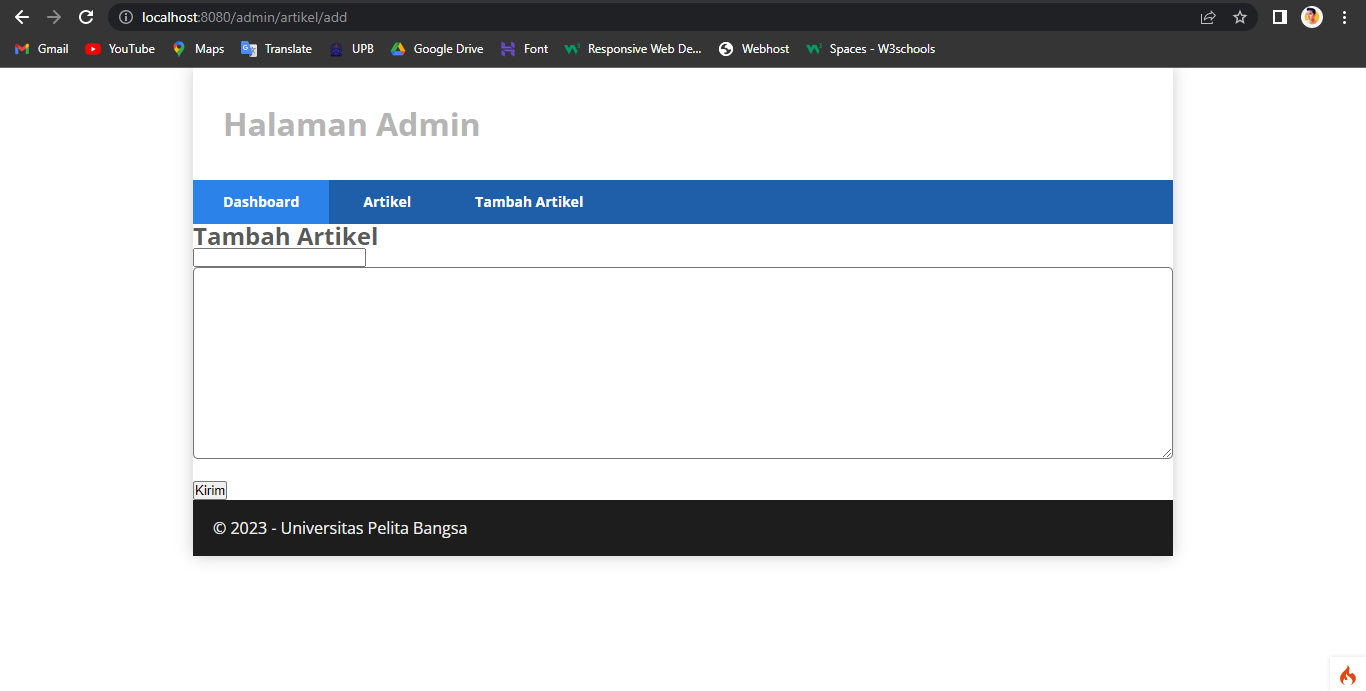 localhost:8080/admin/artikel/add
Gmail YouTube Maps Translate UPB Google Drive Font Responsive Web De... Webhost Spaces - W3schools
Halaman Admin
Dashboard Artikel Tambah Artikel
Tambah Artikel
Kirim
© 2023 - Universitas Pelita Bangsa